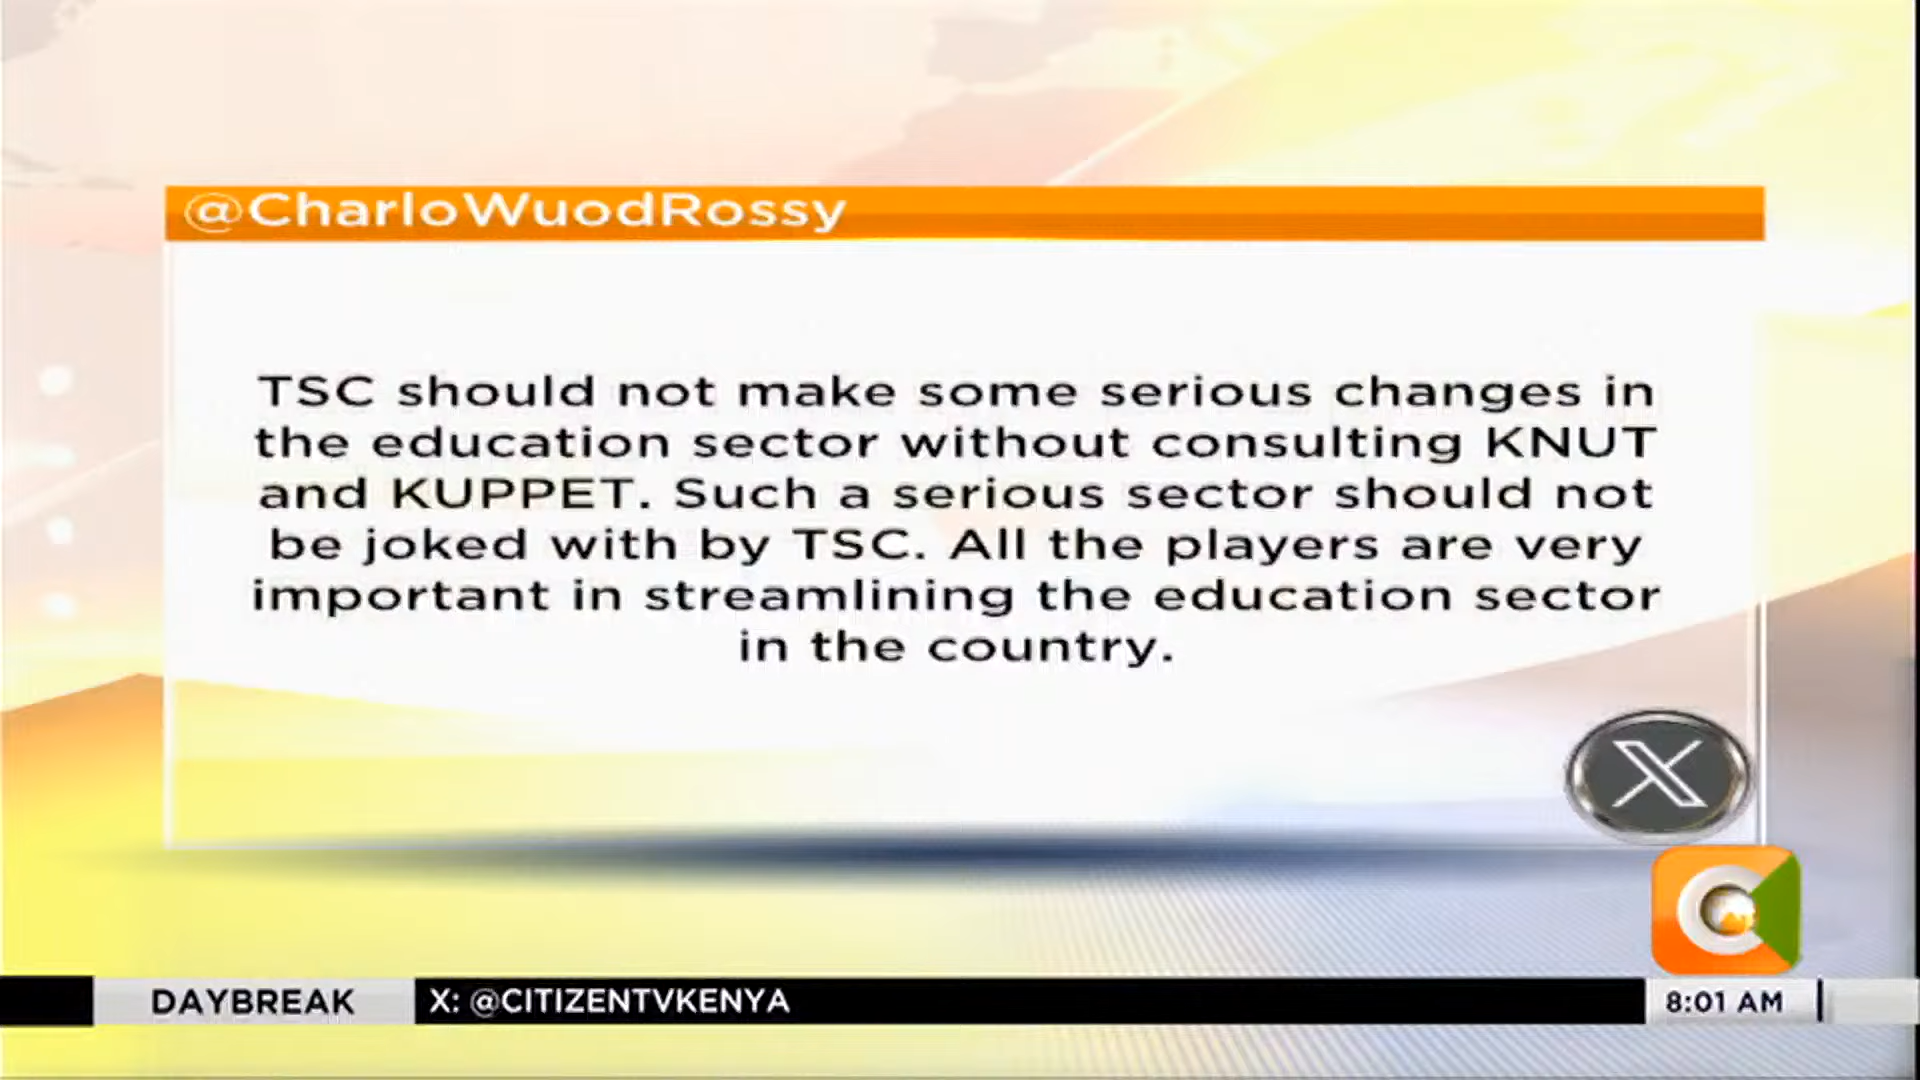 @CharloWuodRossy
TSC should not make some serious changes in
the education sector without consulting KNUT
and KUPPET. Such a serious sector should not
be joked with by TSC. All the players are very
important in streamlining the education sector
in the country.
DAYBREAK
X: @CITIZENTVKENYA
8:01 AM